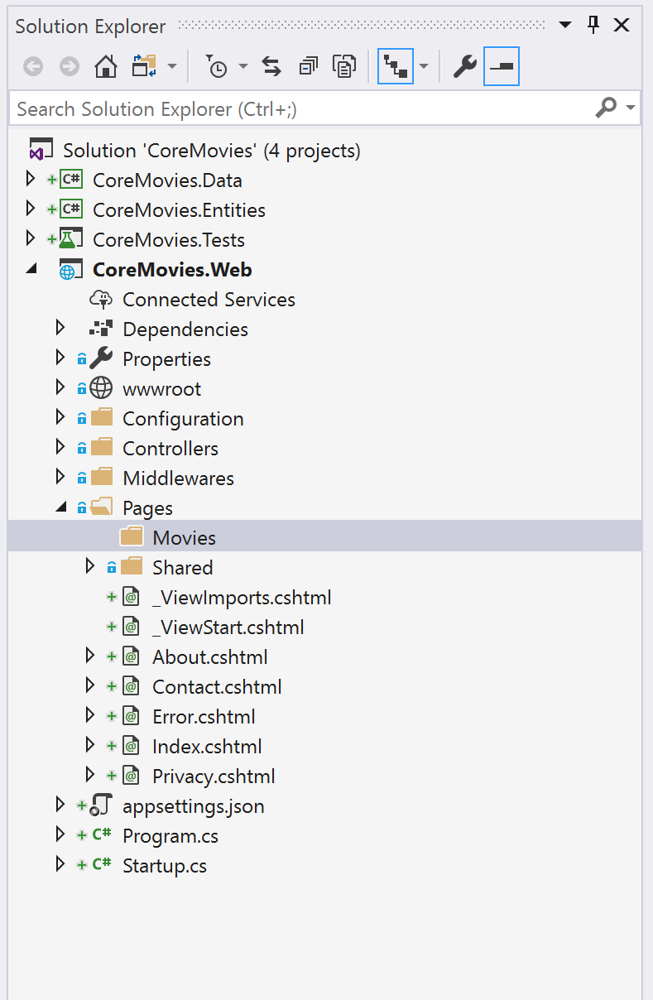 Solution Explorer
Search Solution Explorer (Ctrl+;)
Solution 'CoreMovies' (4 projects)
C# CoreMovies.Data
C# CoreMovies.Entities
CoreMovies.Tests
CoreMovies.Web
Connected Services
Dependencies
Properties
wwwroot
Configuration
Controllers
Middlewares
Pages
Movies
Shared
_ViewImports.cshtml
_ViewStart.cshtml
About.cshtml
Contact.cshtml
Error.cshtml
Index.cshtml
Privacy.cshtml
appsettings.json
C# Program.cs
C# Startup.cs